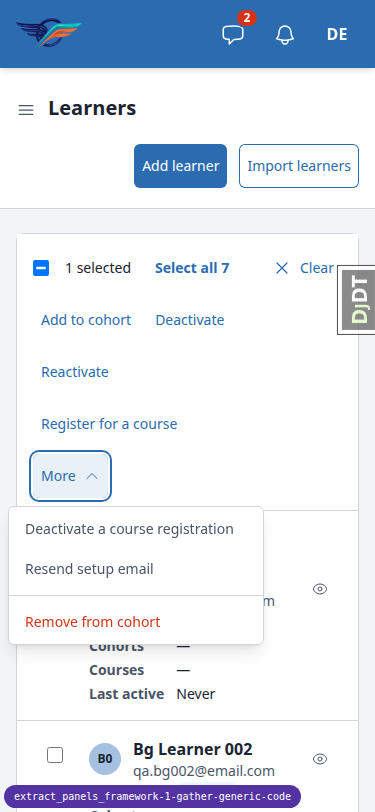 2
DE
Learners
Add learner
Import learners
1 selected
Select all 7
Clear
DJDT
Add to cohort
Deactivate
Reactivate
Register for a course
More
Deactivate a course registration
Resend setup email
m
Remove from cohort
Cohorts —
Courses —
Last active Never
B0
Bg Learner 002
qa.bg002@email.com
extract_panels_framework-1-gather-generic-code